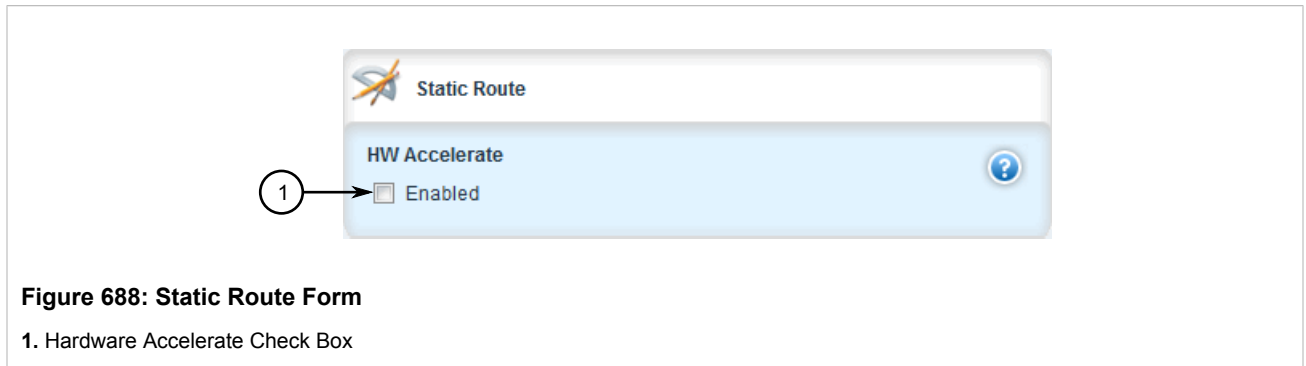 Static Route
HW Accelerate
?
1
Enabled
Figure 688: Static Route Form
1. Hardware Accelerate Check Box